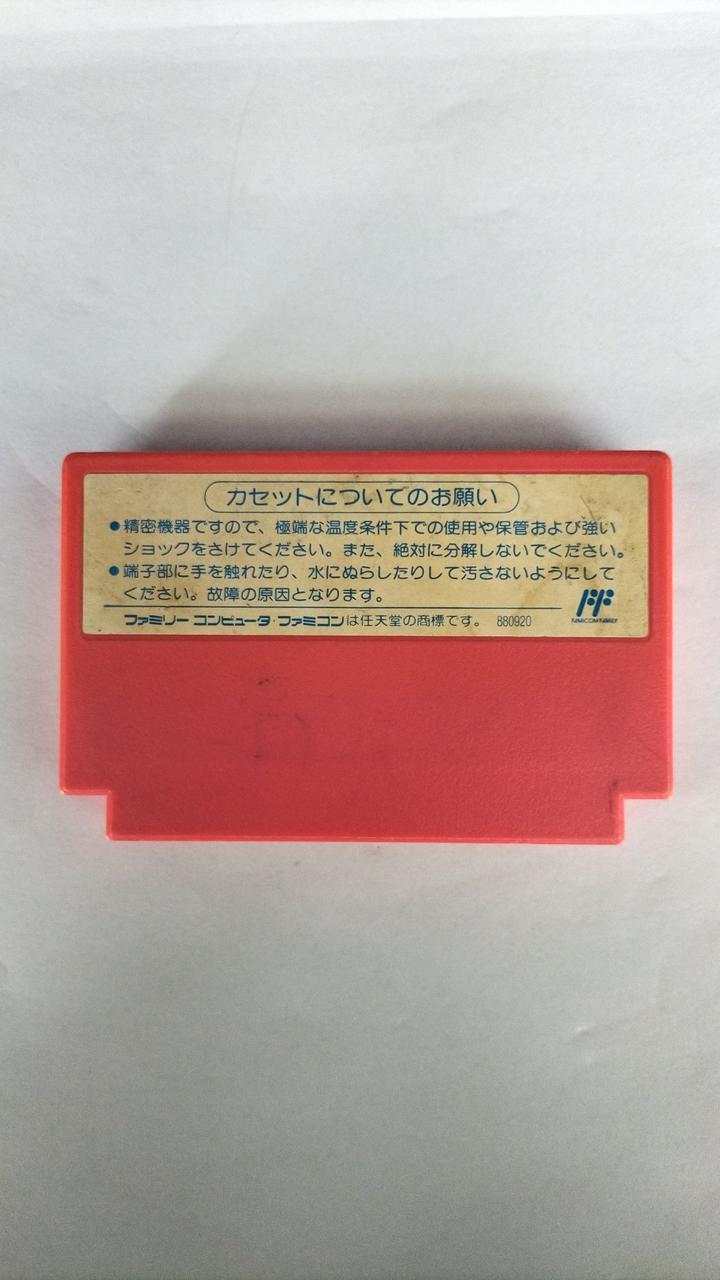 カセットについてのお願い
●精密機器ですので、極端な温度条件下での使用や保管および強い
ショックをさけてください。また、絶対に分解しないでください。
●端子部に手を触れたり、水にぬらしたりして汚さないようにして
ください。故障の原因となります。
ファミリー コンピュータ・ファミコンは任天堂の商標です。 880920
FAMICOM FAMILY